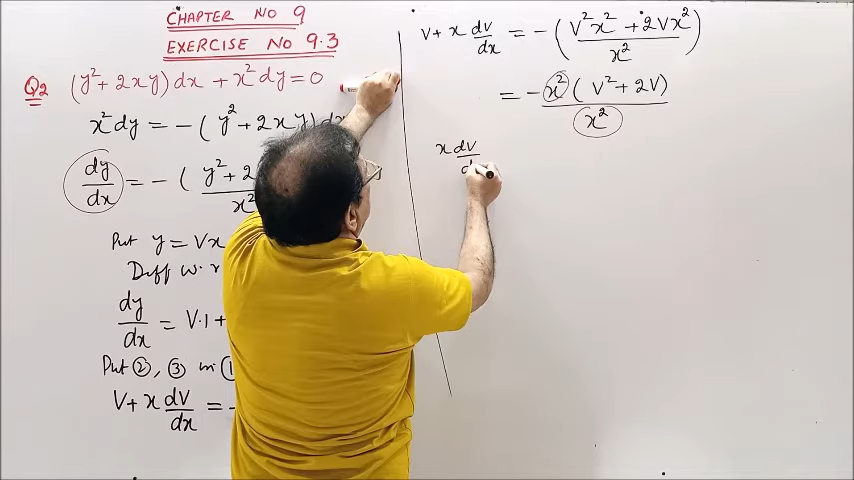 CHAPTER NO 9
EXERCISE NO 9.3
Q2 (y² + 2xy) dx + x² dy = 0
x² dy = - ( y² + 2xy) dx
dy/dx = - ( y² + 2 / x²
Put y = Vx
Diff w.r
dy/dx = V.1 +
Put ②, ③ in ①
V + x dV/dx = -
V + x dV/dx = - ( V²x² + 2Vx² / x² )
= - x² ( V² + 2V) / x²
x dV/d